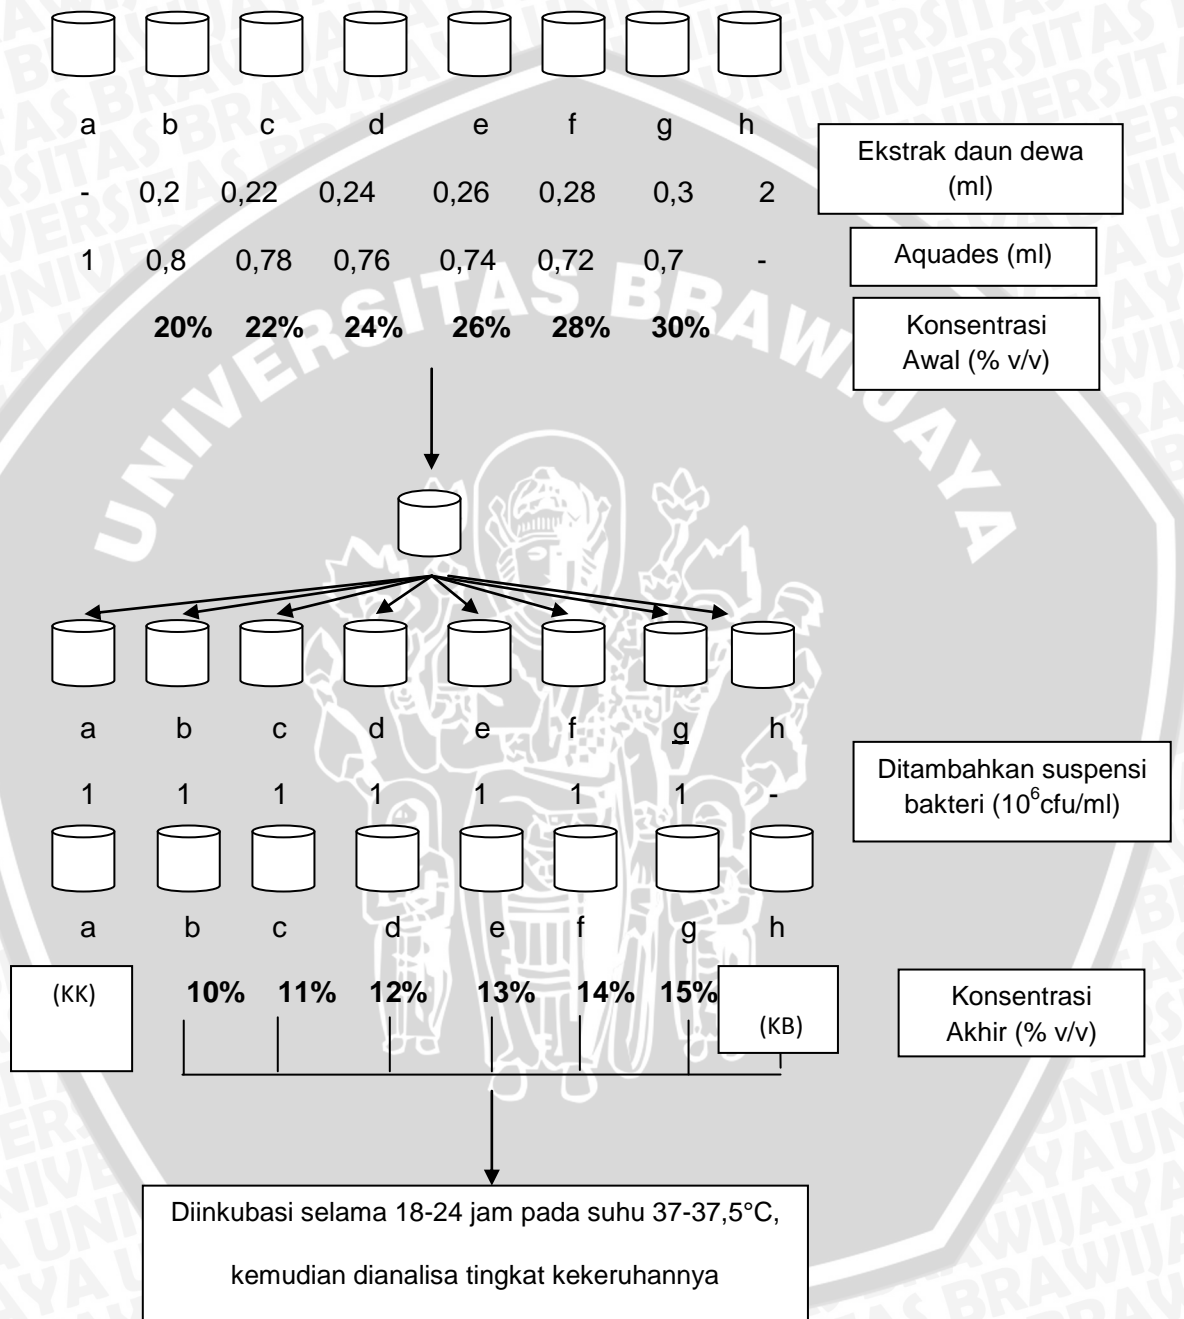 a b c d e f g h
Ekstrak daun dewa
(ml)
- 0,2 0,22 0,24 0,26 0,28 0,3 2
1 0,8 0,78 0,76 0,74 0,72 0,7 -
Aquades (ml)
20% 22% 24% 26% 28% 30%
Konsentrasi
Awal (% v/v)
UNIVERSITAS BRAWIJAYA
a b c d e f g h
1 1 1 1 1 1 1 -
Ditambahkan suspensi
bakteri (10⁶cfu/ml)
a b c d e f g h
(KK) 10% 11% 12% 13% 14% 15% (KB)
Konsentrasi
Akhir (% v/v)
Diinkubasi selama 18-24 jam pada suhu 37-37,5°C,
kemudian dianalisa tingkat kekeruhannya